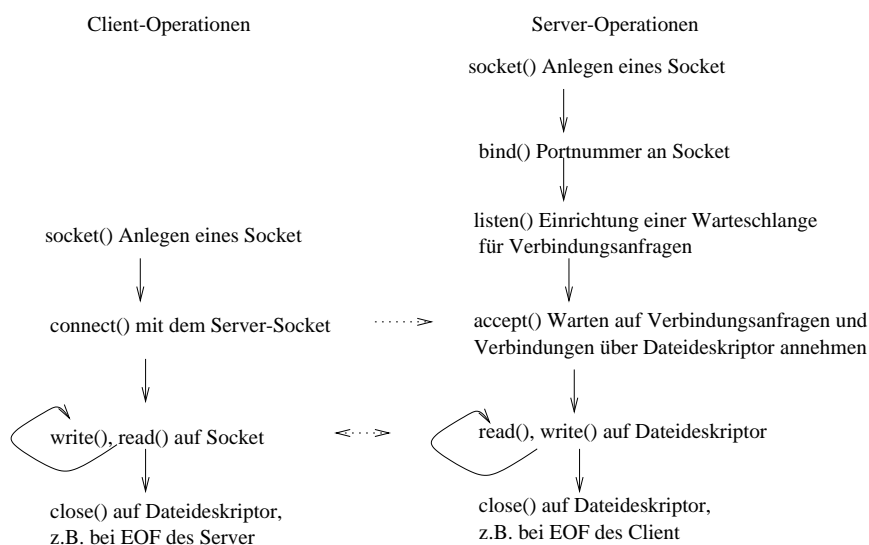 Client-Operationen
socket() Anlegen eines Socket
connect() mit dem Server-Socket
write(), read() auf Socket
close() auf Dateideskriptor,
z.B. bei EOF des Server
Server-Operationen
socket() Anlegen eines Socket
bind() Portnummer an Socket
listen() Einrichtung einer Warteschlange
für Verbindungsanfragen
accept() Warten auf Verbindungsanfragen und
Verbindungen über Dateideskriptor annehmen
read(), write() auf Dateideskriptor
close() auf Dateideskriptor,
z.B. bei EOF des Client